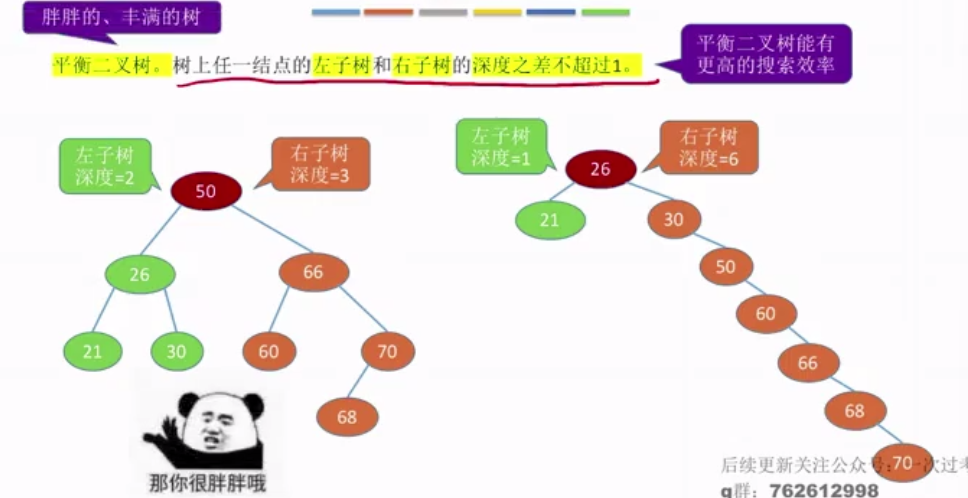 胖胖的、丰满的树
平衡二叉树。树上任一结点的左子树和右子树的深度之差不超过1。
平衡二叉树能有
更高的搜索效率
左子树
深度=2
右子树
深度=3
50
26
66
21
30
60
70
68
那你很胖胖哦
左子树
深度=1
右子树
深度=6
26
21
30
50
60
66
68
70
后续更新关注公众号:一次过考
q群：762612998